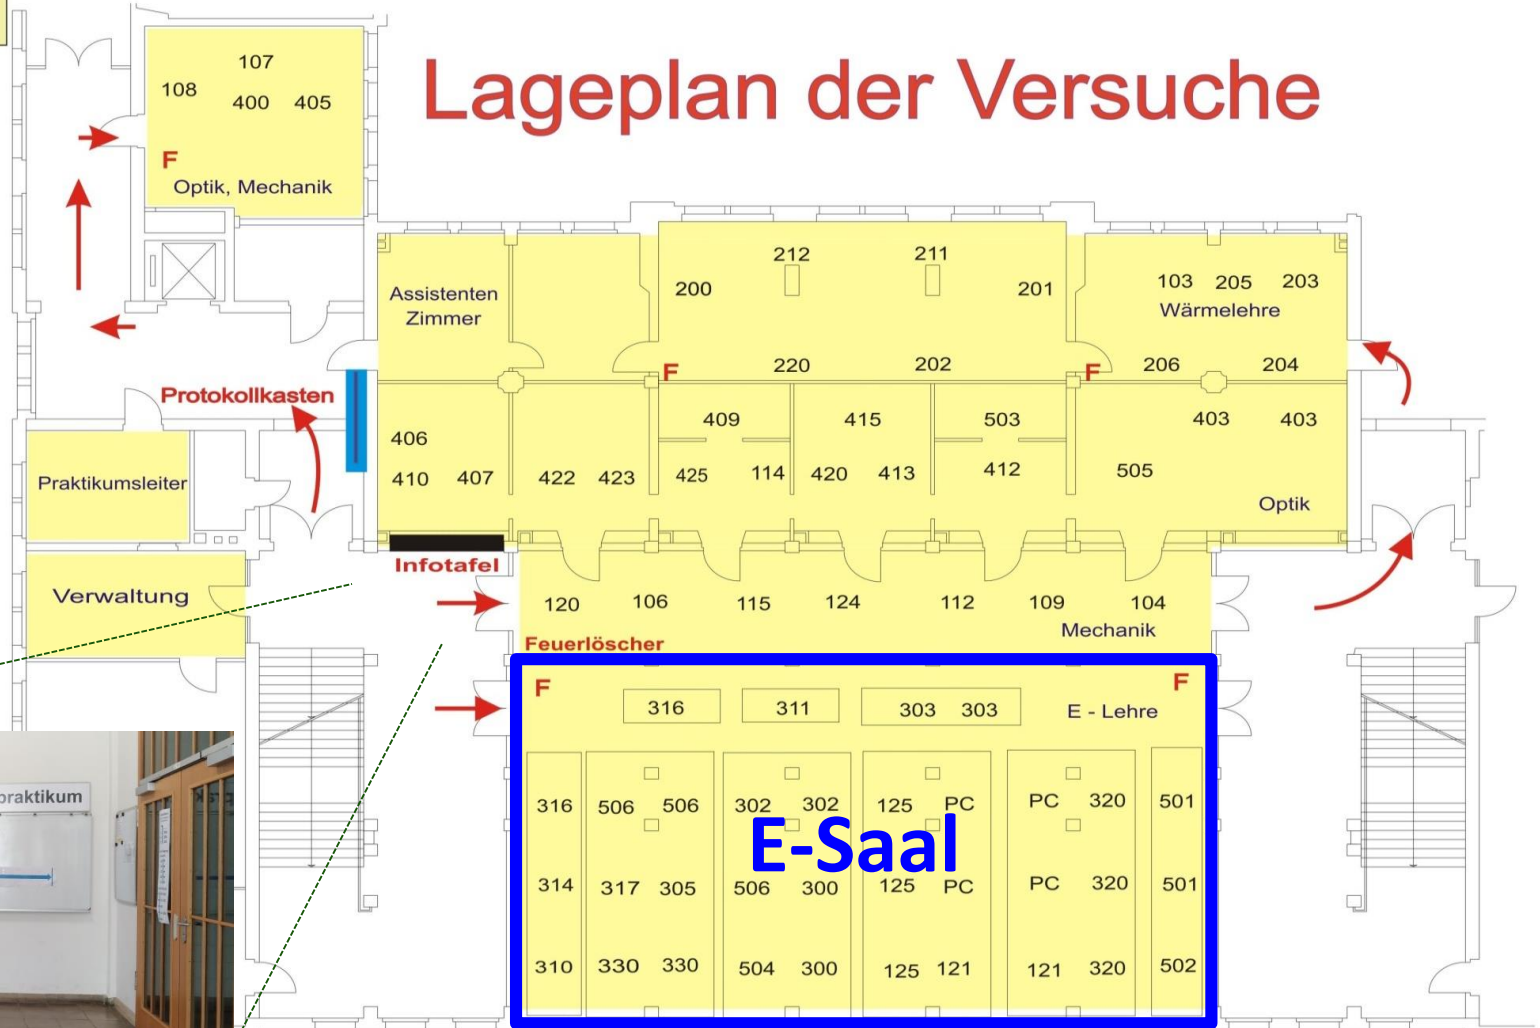 Lageplan der Versuche
107
108 400 405
F
Optik, Mechanik
Assistenten
Zimmer
212 211
200 201
220 202
F
103 205 203
Wärmelehre
F 206 204
Protokollkasten
406
410 407
422 423
409
425 114
415
420 413
503
412
403 403
505
Optik
Praktikumsleiter
Verwaltung
Infotafel
120 106 115 124 112 109 104
Mechanik
Feuerlöscher
F F
316 311 303 303 E - Lehre
316 506 506 302 302 125 PC PC 320 501
E-Saal
314 317 305 506 300 125 PC PC 320 501
310 330 330 504 300 125 121 121 320 502
praktikum